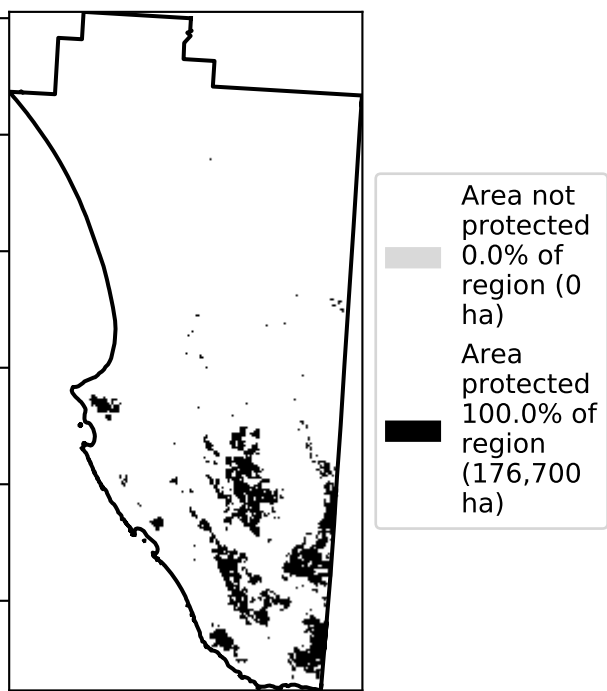 Area not
protected
0.0% of
region (0
ha)
Area
protected
100.0% of
region
(176,700
ha)